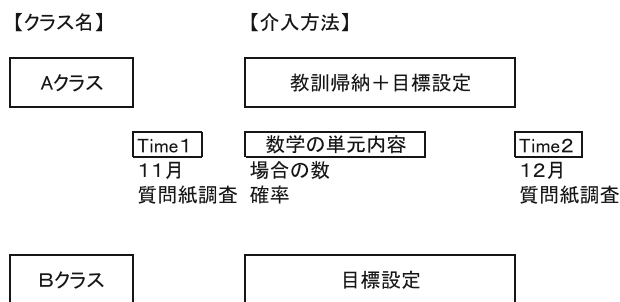 【クラス名】 【介入方法】
Aクラス 教訓帰納+目標設定
Time1 数学の単元内容 Time2
11月 場合の数 12月
質問紙調査 確率 質問紙調査
Bクラス 目標設定